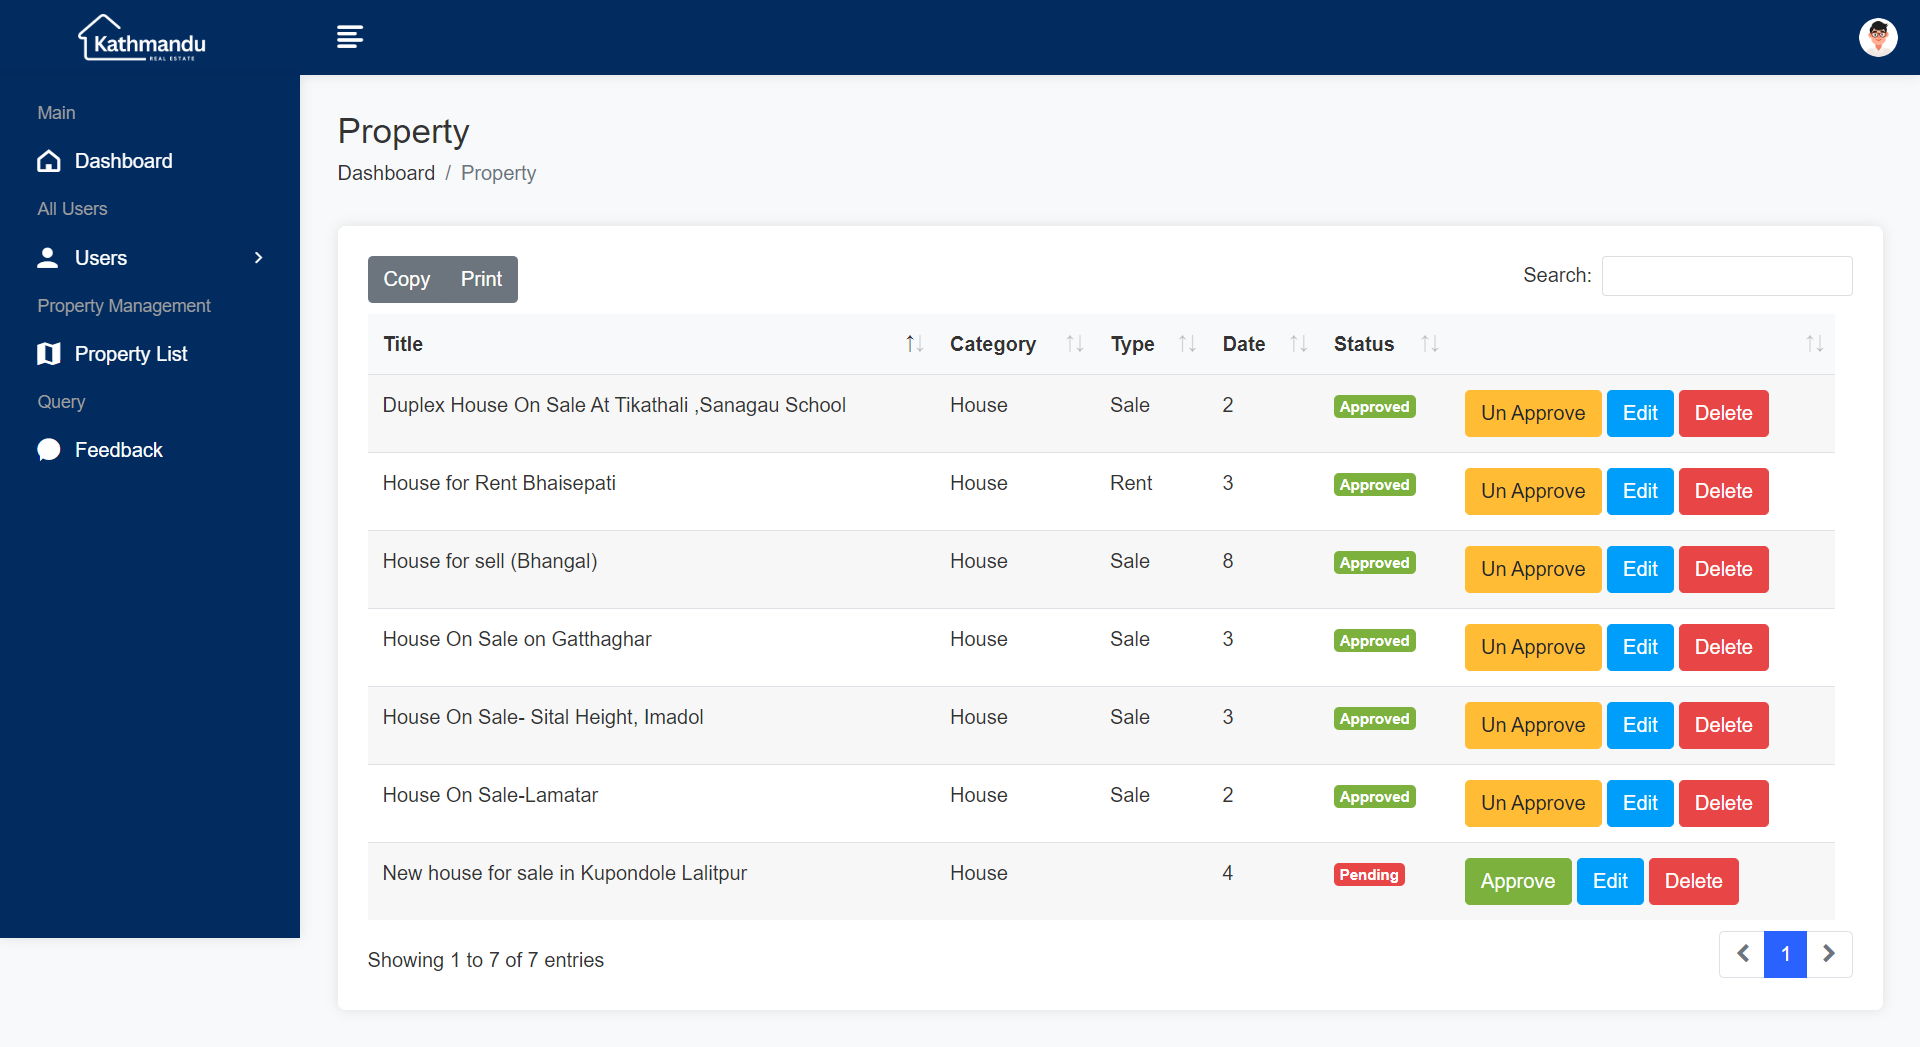 Kathmandu
REAL ESTATE
Main
Dashboard
All Users
Users
Property Management
Property List
Query
Feedback
Property
Dashboard / Property
Copy Print
Search:
Title Category Type Date Status
Duplex House On Sale At Tikathali ,Sanagau School House Sale 2 Approved Un Approve Edit Delete
House for Rent Bhaisepati House Rent 3 Approved Un Approve Edit Delete
House for sell (Bhangal) House Sale 8 Approved Un Approve Edit Delete
House On Sale on Gatthaghar House Sale 3 Approved Un Approve Edit Delete
House On Sale- Sital Height, Imadol House Sale 3 Approved Un Approve Edit Delete
House On Sale-Lamatar House Sale 2 Approved Un Approve Edit Delete
New house for sale in Kupondole Lalitpur House 4 Pending Approve Edit Delete
Showing 1 to 7 of 7 entries
1